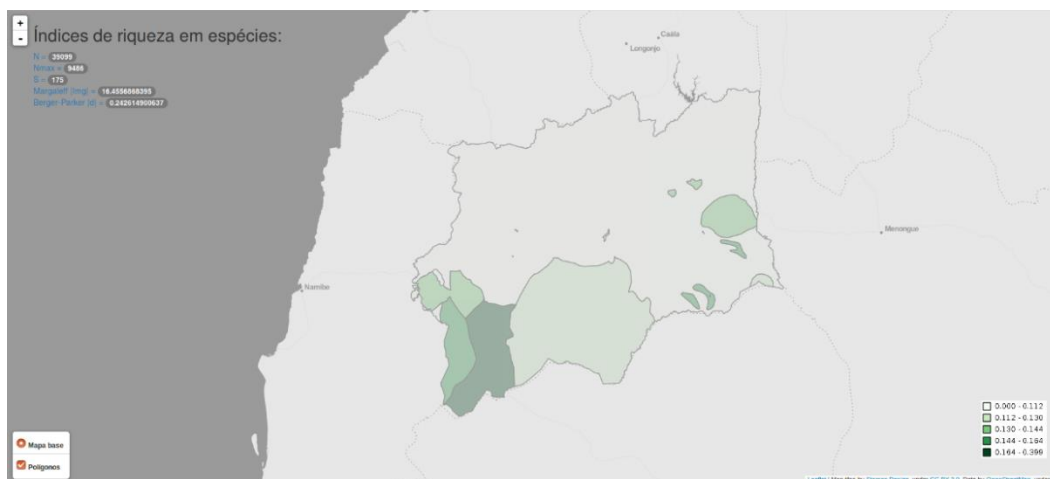 +
-
Índices de riqueza em espécies:
N = 39099
Nmax = 9486
S = 175
Margaleff (Img) = 16.4556868395
Berger-Parker (d) = 0.242614900637
Caála
Longonjo
Menongue
Namibe
Mapa base
Polígonos
0.000 - 0.112
0.112 - 0.130
0.130 - 0.144
0.144 - 0.164
0.164 - 0.399